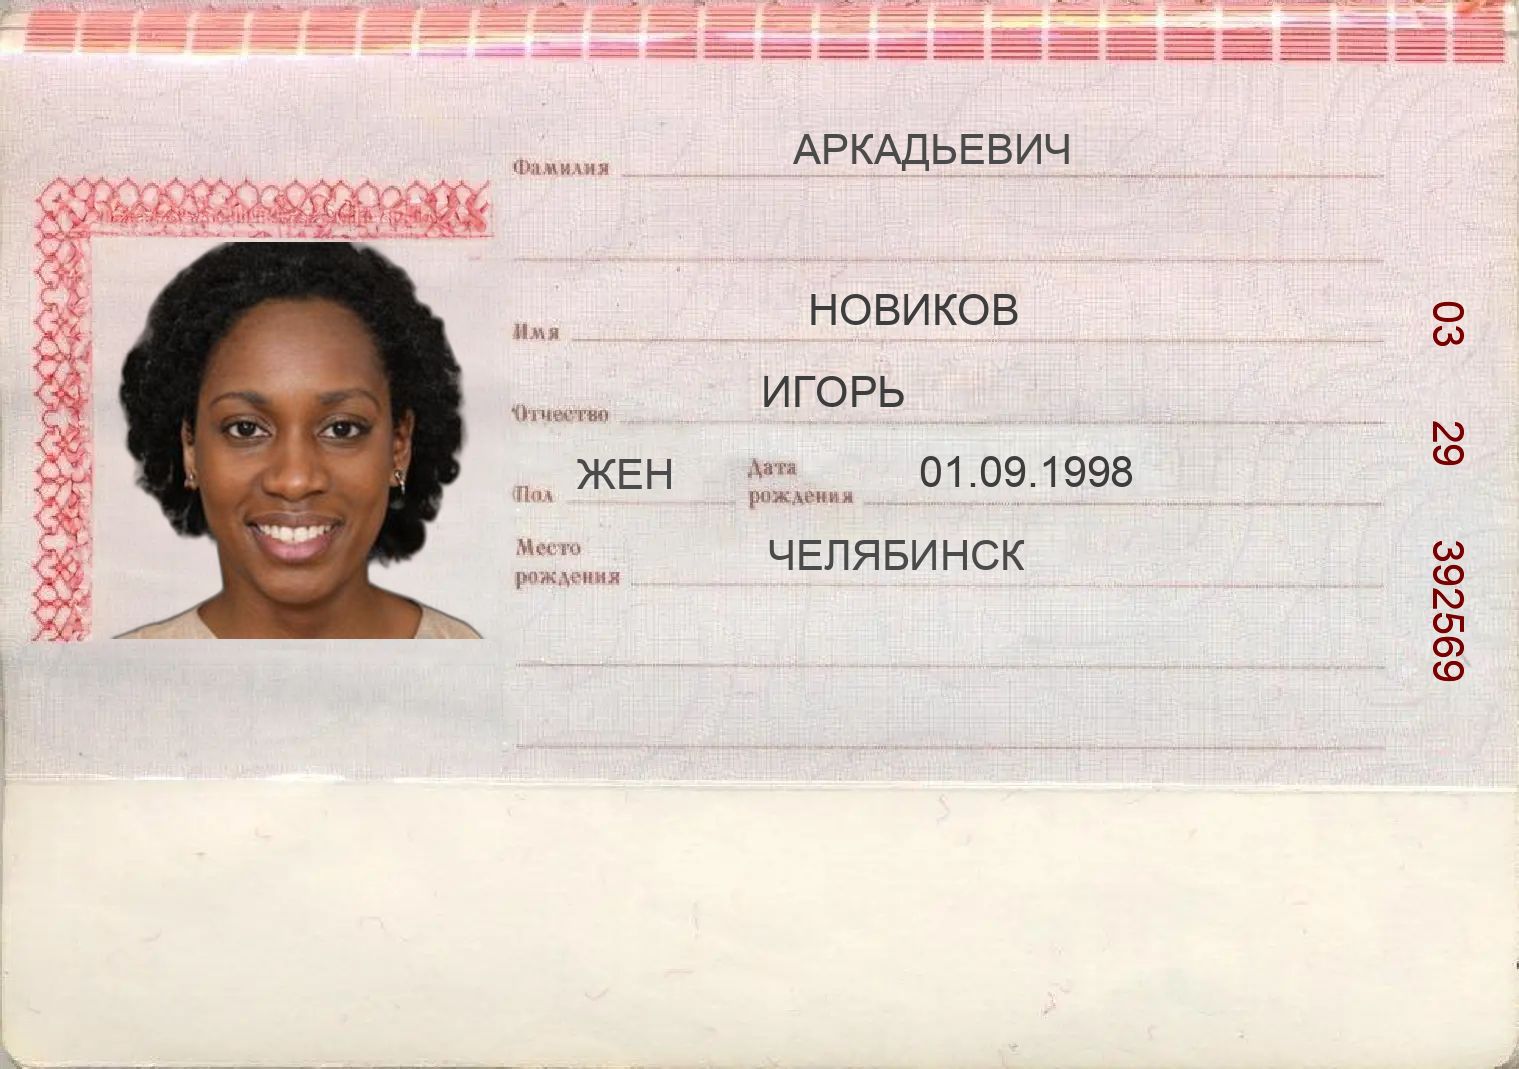 Фамилия АРКАДЬЕВИЧ
Имя НОВИКОВ
Отчество ИГОРЬ
Пол ЖЕН Дата рождения 01.09.1998
Место рождения ЧЕЛЯБИНСК
03 29 392569